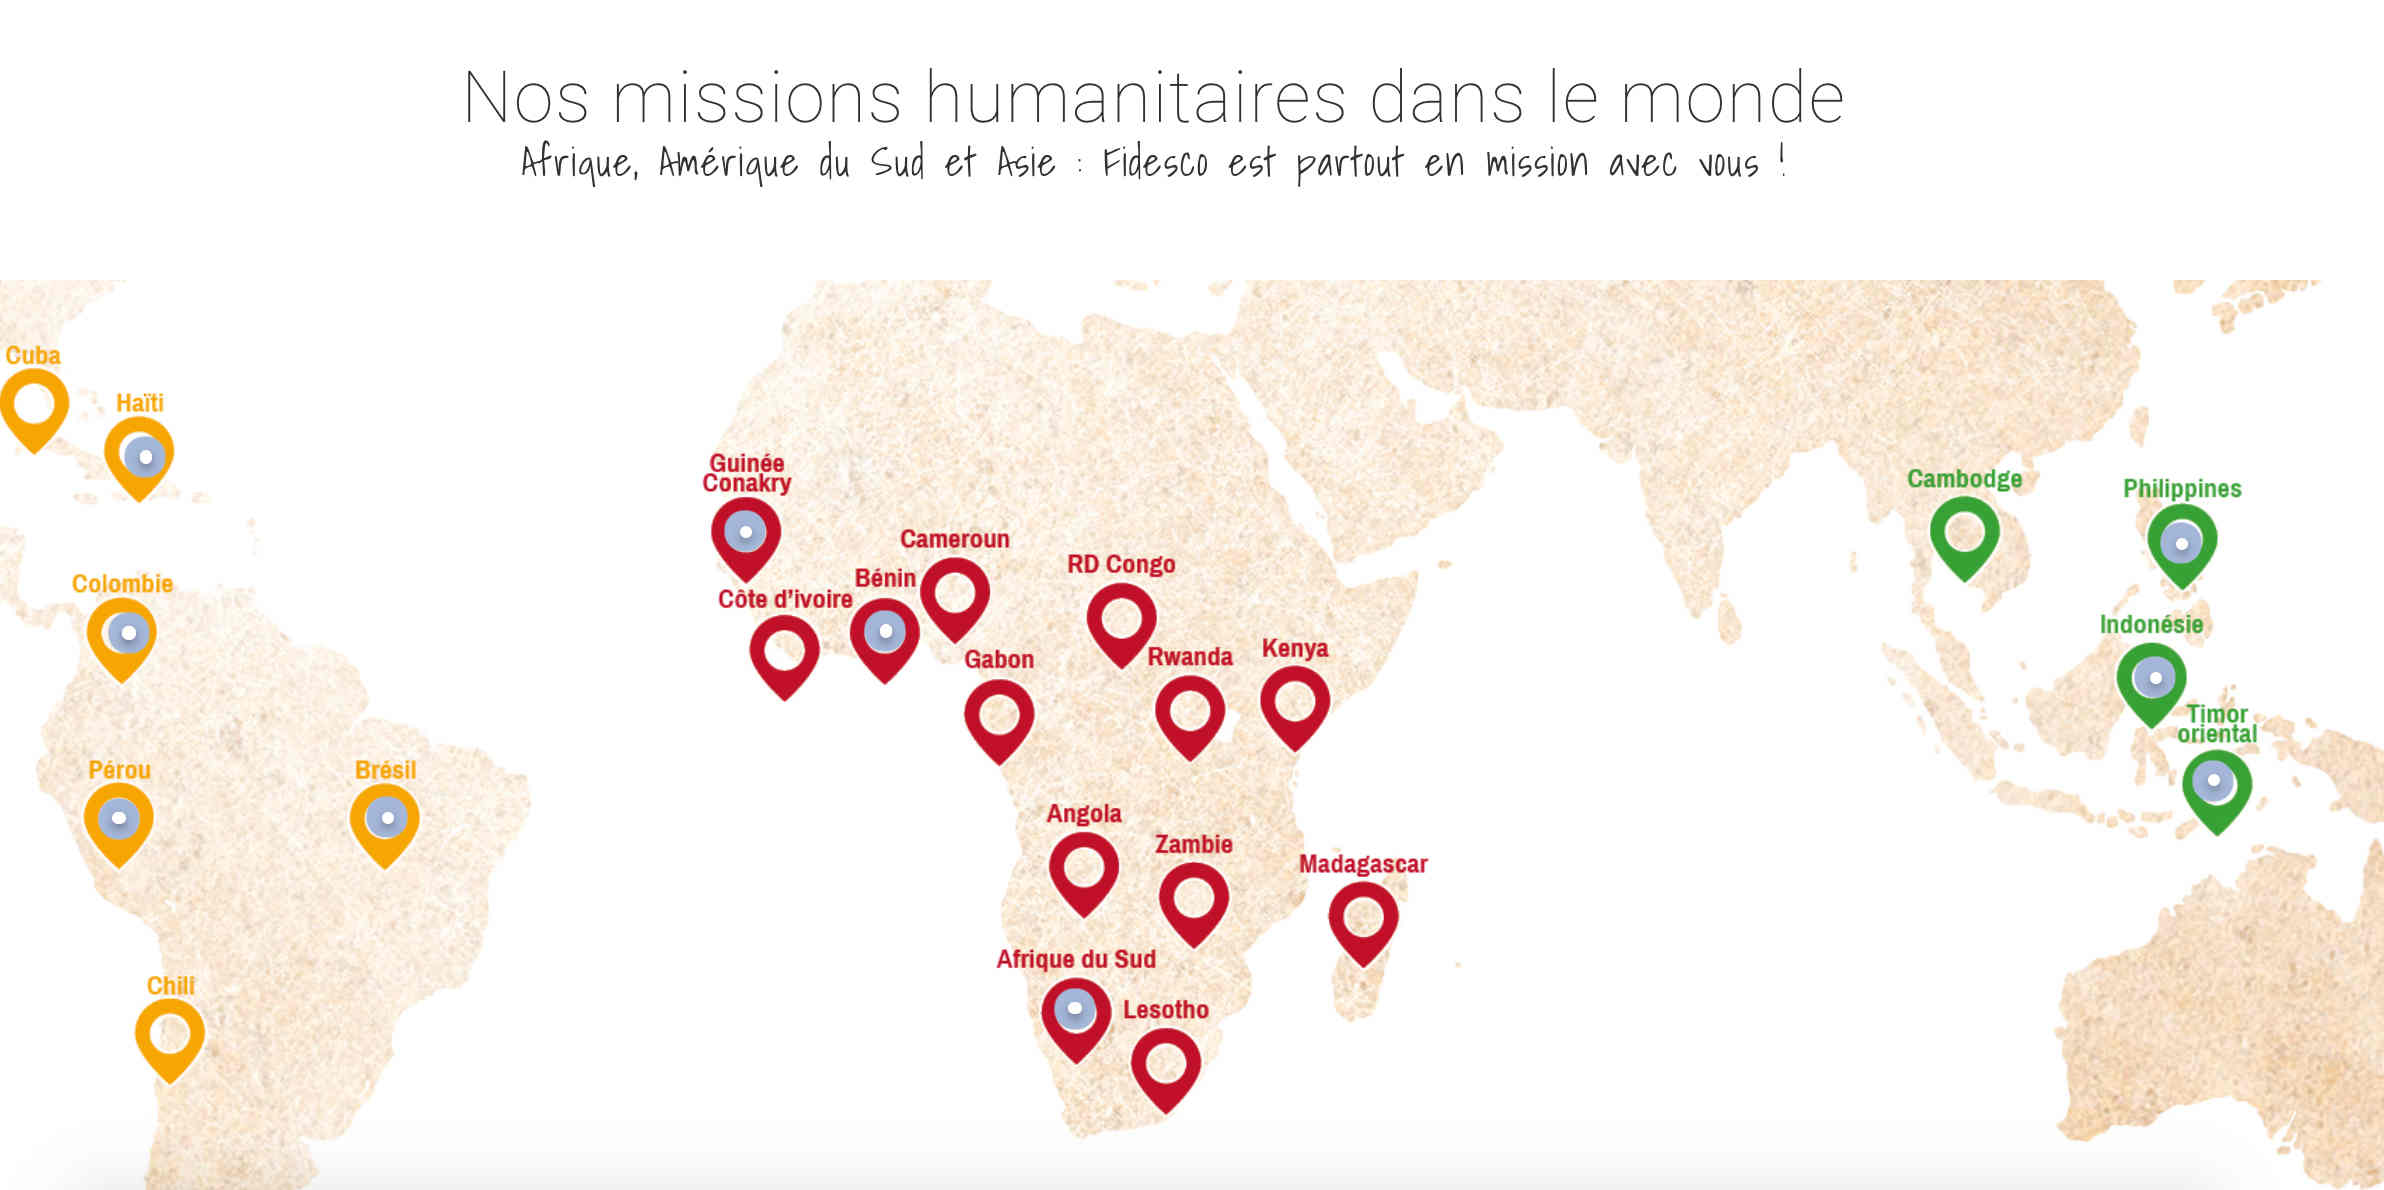 Nos missions humanitaires dans le monde
Afrique, Amérique du Sud et Asie : Fidesco est partout en mission avec vous !
Cuba
Haïti
Colombie
Pérou
Brésil
Chili
Guinée
Conakry
Côte d'ivoire
Bénin
Cameroun
Gabon
RD Congo
Rwanda
Kenya
Angola
Zambie
Madagascar
Afrique du Sud
Lesotho
Cambodge
Philippines
Indonésie
Timor
oriental